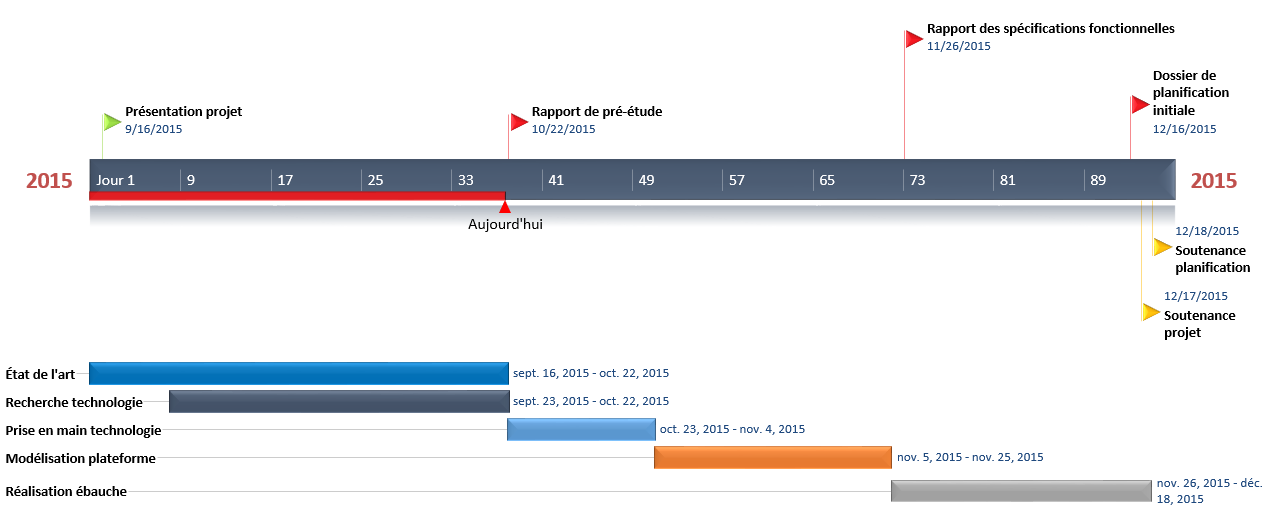 Rapport des spécifications fonctionnelles
11/26/2015
Dossier de
planification
initiale
12/16/2015
Présentation projet
9/16/2015
Rapport de pré-étude
10/22/2015
2015 Jour 1 9 17 25 33 41 49 57 65 73 81 89 2015
Aujourd'hui
12/18/2015
Soutenance
planification
12/17/2015
Soutenance
projet
État de l'art sept. 16, 2015 - oct. 22, 2015
Recherche technologie sept. 23, 2015 - oct. 22, 2015
Prise en main technologie oct. 23, 2015 - nov. 4, 2015
Modélisation plateforme nov. 5, 2015 - nov. 25, 2015
Réalisation ébauche nov. 26, 2015 - déc.
18, 2015